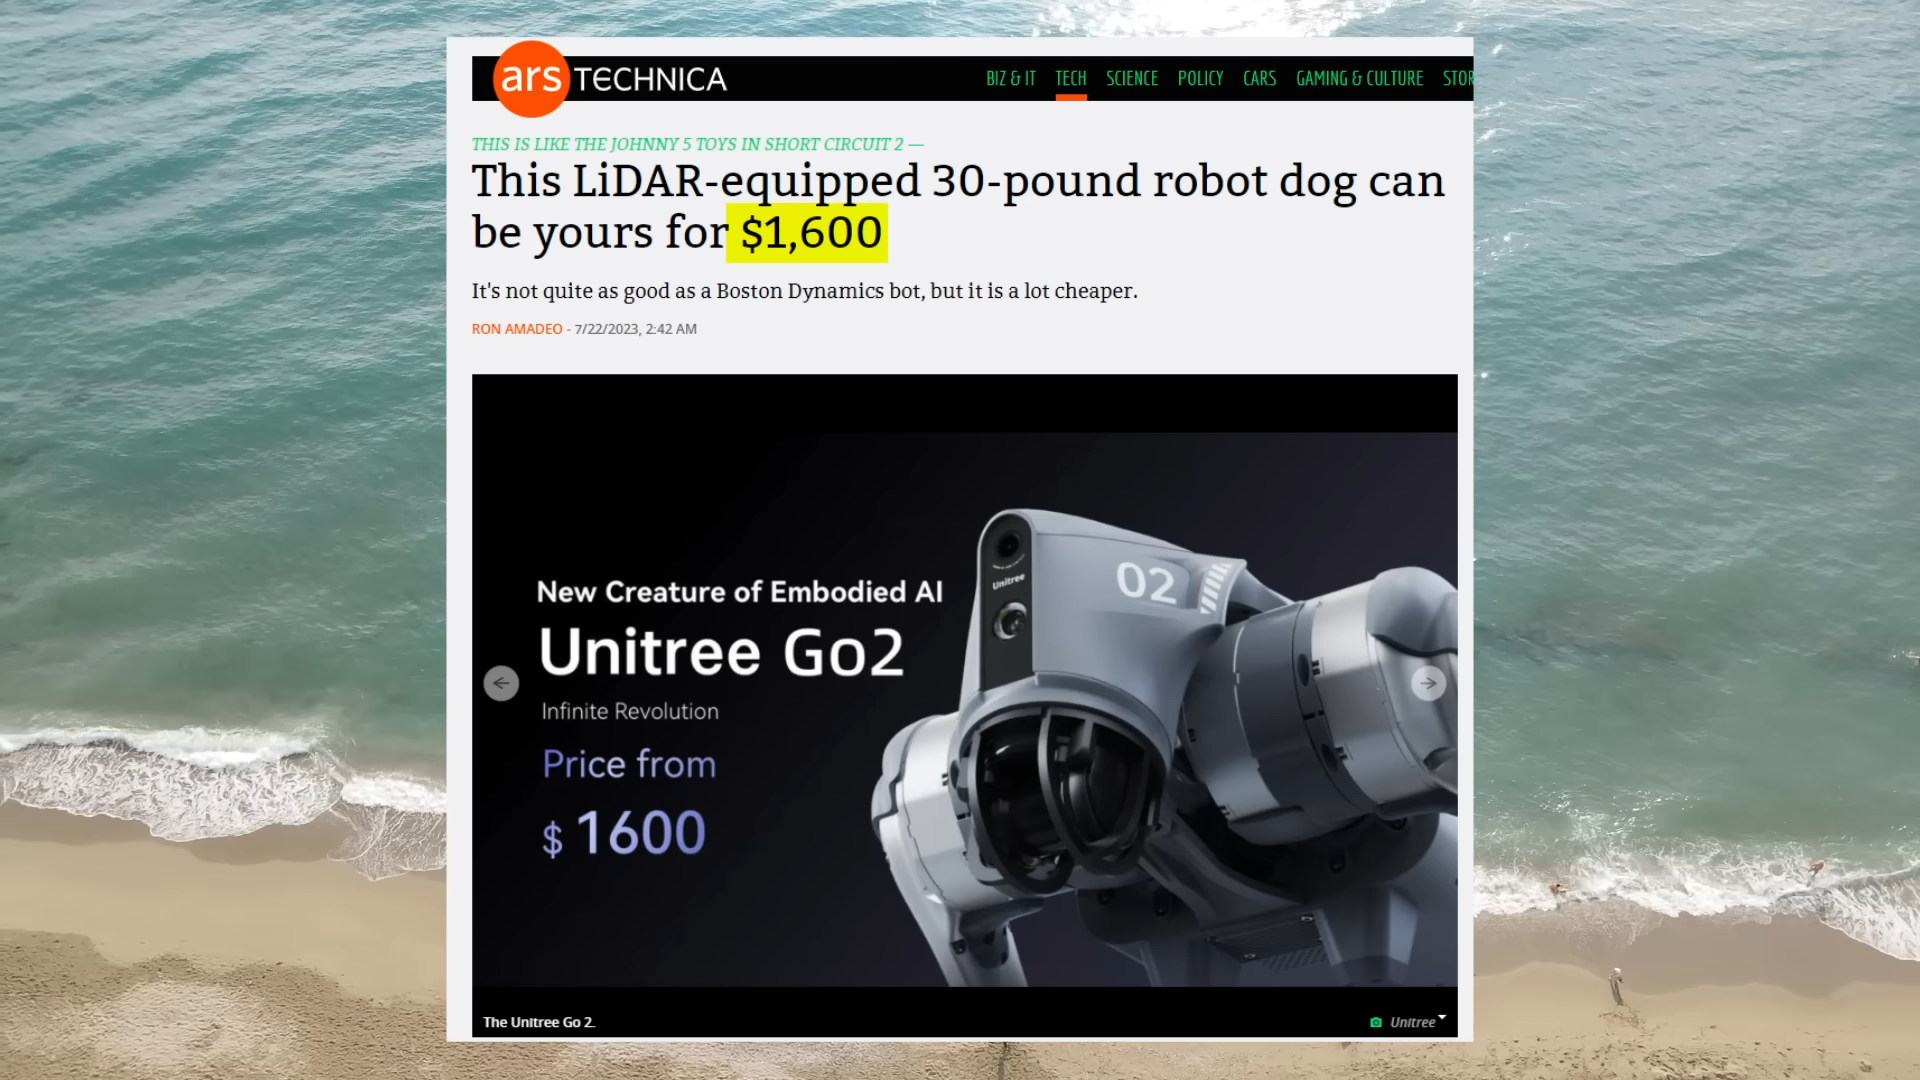 ars TECHNICA
BIZ & IT TECH SCIENCE POLICY CARS GAMING & CULTURE STOR
THIS IS LIKE THE JOHNNY 5 TOYS IN SHORT CIRCUIT 2 —
This LiDAR-equipped 30-pound robot dog can
be yours for $1,600
It's not quite as good as a Boston Dynamics bot, but it is a lot cheaper.
RON AMADEO - 7/22/2023, 2:42 AM
Unitree
02
New Creature of Embodied AI
Unitree Go2
Infinite Revolution
Price from
$ 1600
The Unitree Go 2.
Unitree